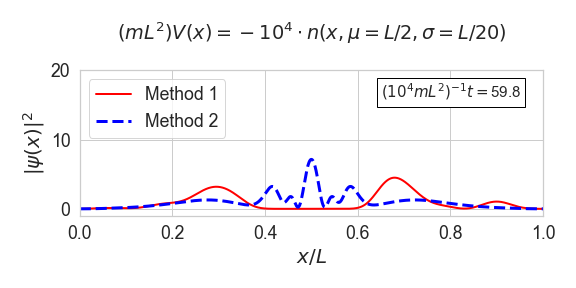 (mL²)V(x) = −10⁴ · n(x, μ = L/2, σ = L/20)
20
10
0
|ψ(x)|²
Method 1
Method 2
(10⁴mL²)⁻¹t = 59.8
0.0 0.2 0.4 0.6 0.8 1.0
x/L